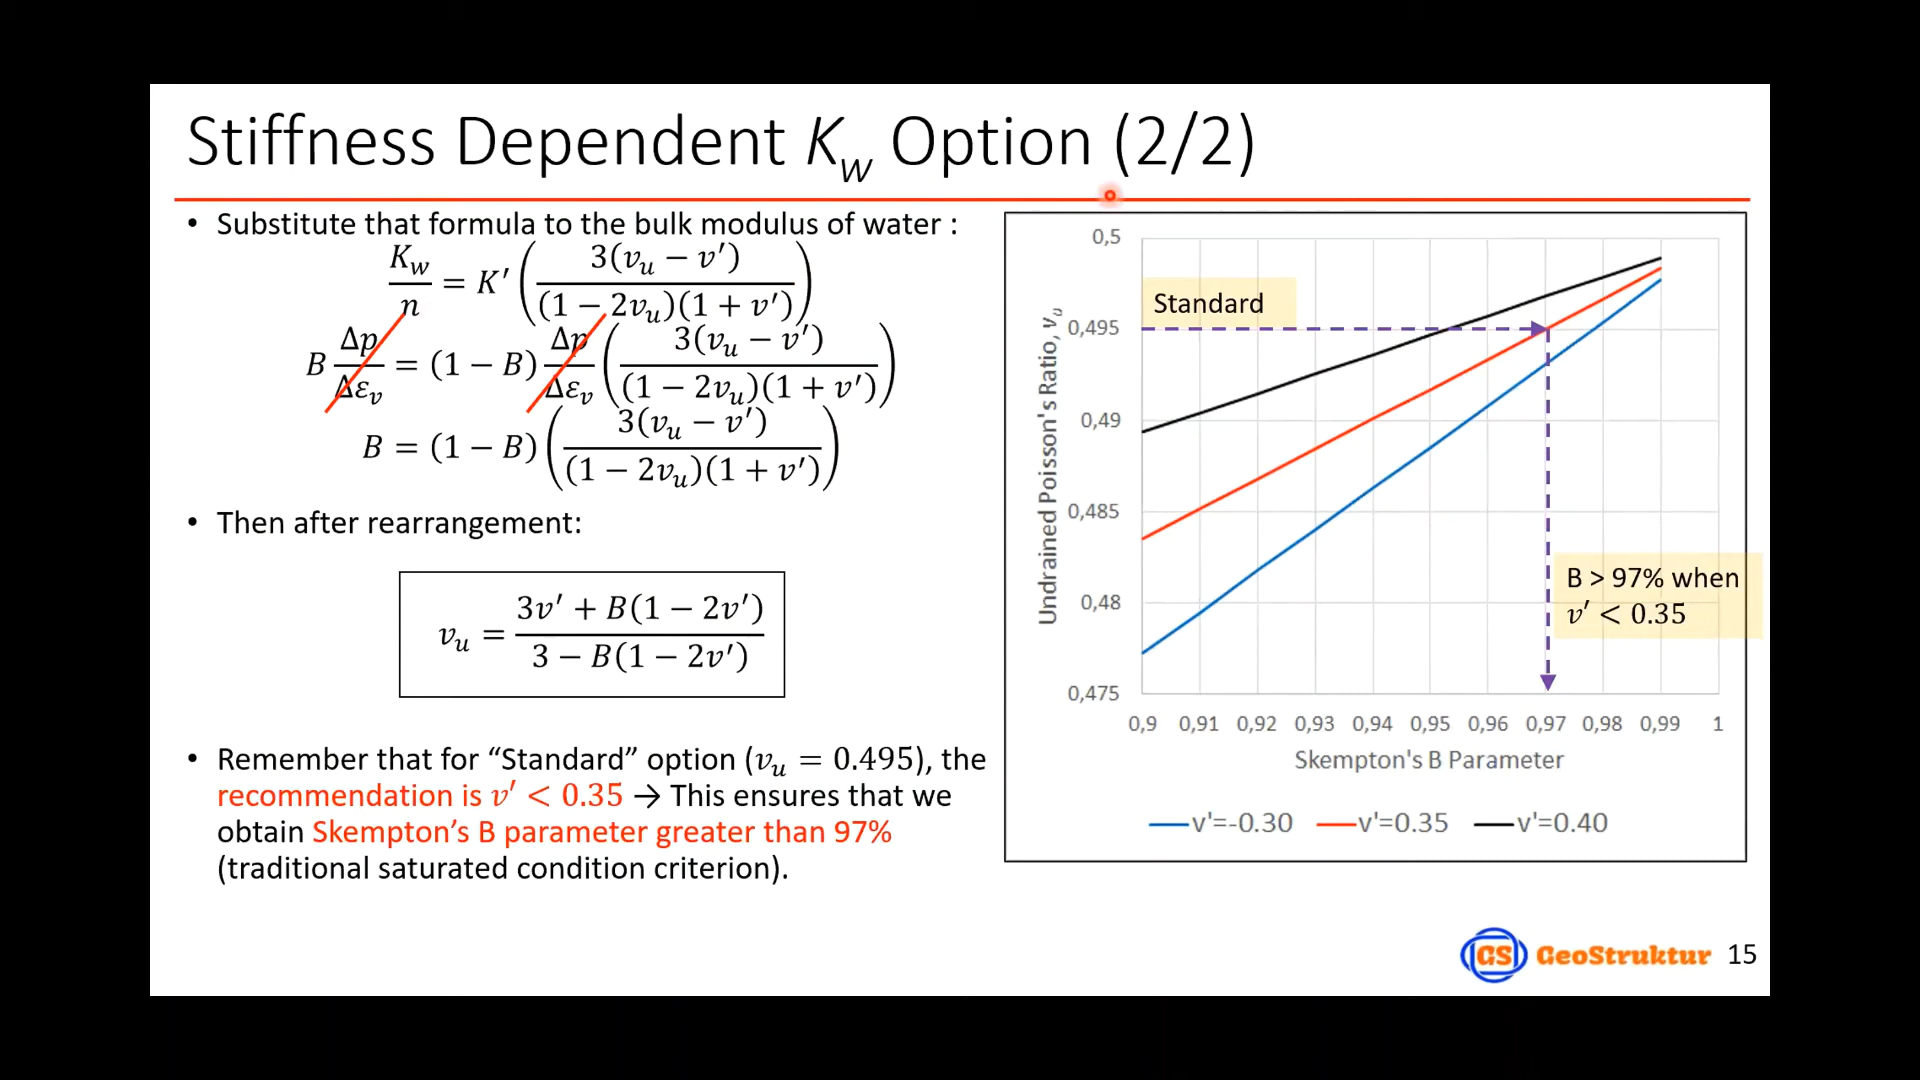 Stiffness Dependent K_w Option (2/2)
• Substitute that formula to the bulk modulus of water :
K_w/n = K′ (3(v_u − v′) / (1 − 2v_u)(1 + v′))
B Δp/Δε_v = (1 − B) Δp/Δε_v (3(v_u − v′) / (1 − 2v_u)(1 + v′))
B = (1 − B) (3(v_u − v′) / (1 − 2v_u)(1 + v′))
• Then after rearrangement:
v_u = (3v′ + B(1 − 2v′)) / (3 − B(1 − 2v′))
• Remember that for “Standard” option (v_u = 0.495), the
recommendation is v′ < 0.35 → This ensures that we
obtain Skempton’s B parameter greater than 97%
(traditional saturated condition criterion).
Undrained Poisson's Ratio, v_u
0,5
0,495
0,49
0,485
0,48
0,475
Standard
B > 97% when
v′ < 0.35
0,9 0,91 0,92 0,93 0,94 0,95 0,96 0,97 0,98 0,99 1
Skempton's B Parameter
v'=-0.30 v'=0.35 v'=0.40
GS GeoStruktur 15